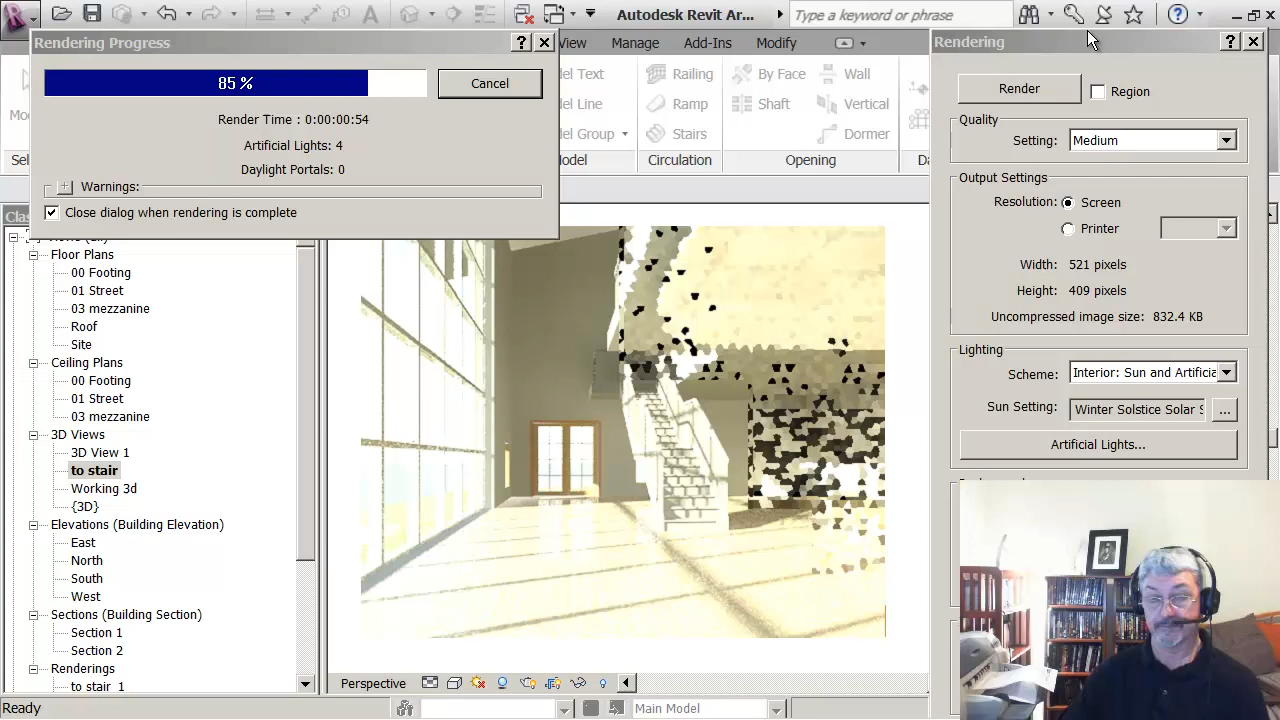 Autodesk Revit Ar...
Type a keyword or phrase
Rendering Progress
View
Manage
Add-Ins
Modify
85 %
Cancel
Render Time : 0:00:00:54
Artificial Lights: 4
Daylight Portals: 0
Warnings:
Close dialog when rendering is complete
Text
Line
Group
Railing
Ramp
Stairs
Circulation
By Face
Shaft
Wall
Vertical
Dormer
Opening
Rendering
Render
Region
Quality
Setting:
Medium
Output Settings
Resolution:
Screen
Printer
Width:
521 pixels
Height:
409 pixels
Uncompressed image size:
832.4 KB
Lighting
Scheme:
Interior: Sun and Artificia
Sun Setting:
Winter Solstice Solar S
...
Artificial Lights...
Floor Plans
00 Footing
01 Street
03 mezzanine
Roof
Site
Ceiling Plans
00 Footing
01 Street
03 mezzanine
3D Views
3D View 1
to stair
Working 3d
{3D}
Elevations (Building Elevation)
East
North
South
West
Sections (Building Section)
Section 1
Section 2
Renderings
to stair_1
Perspective
Ready
Main Model